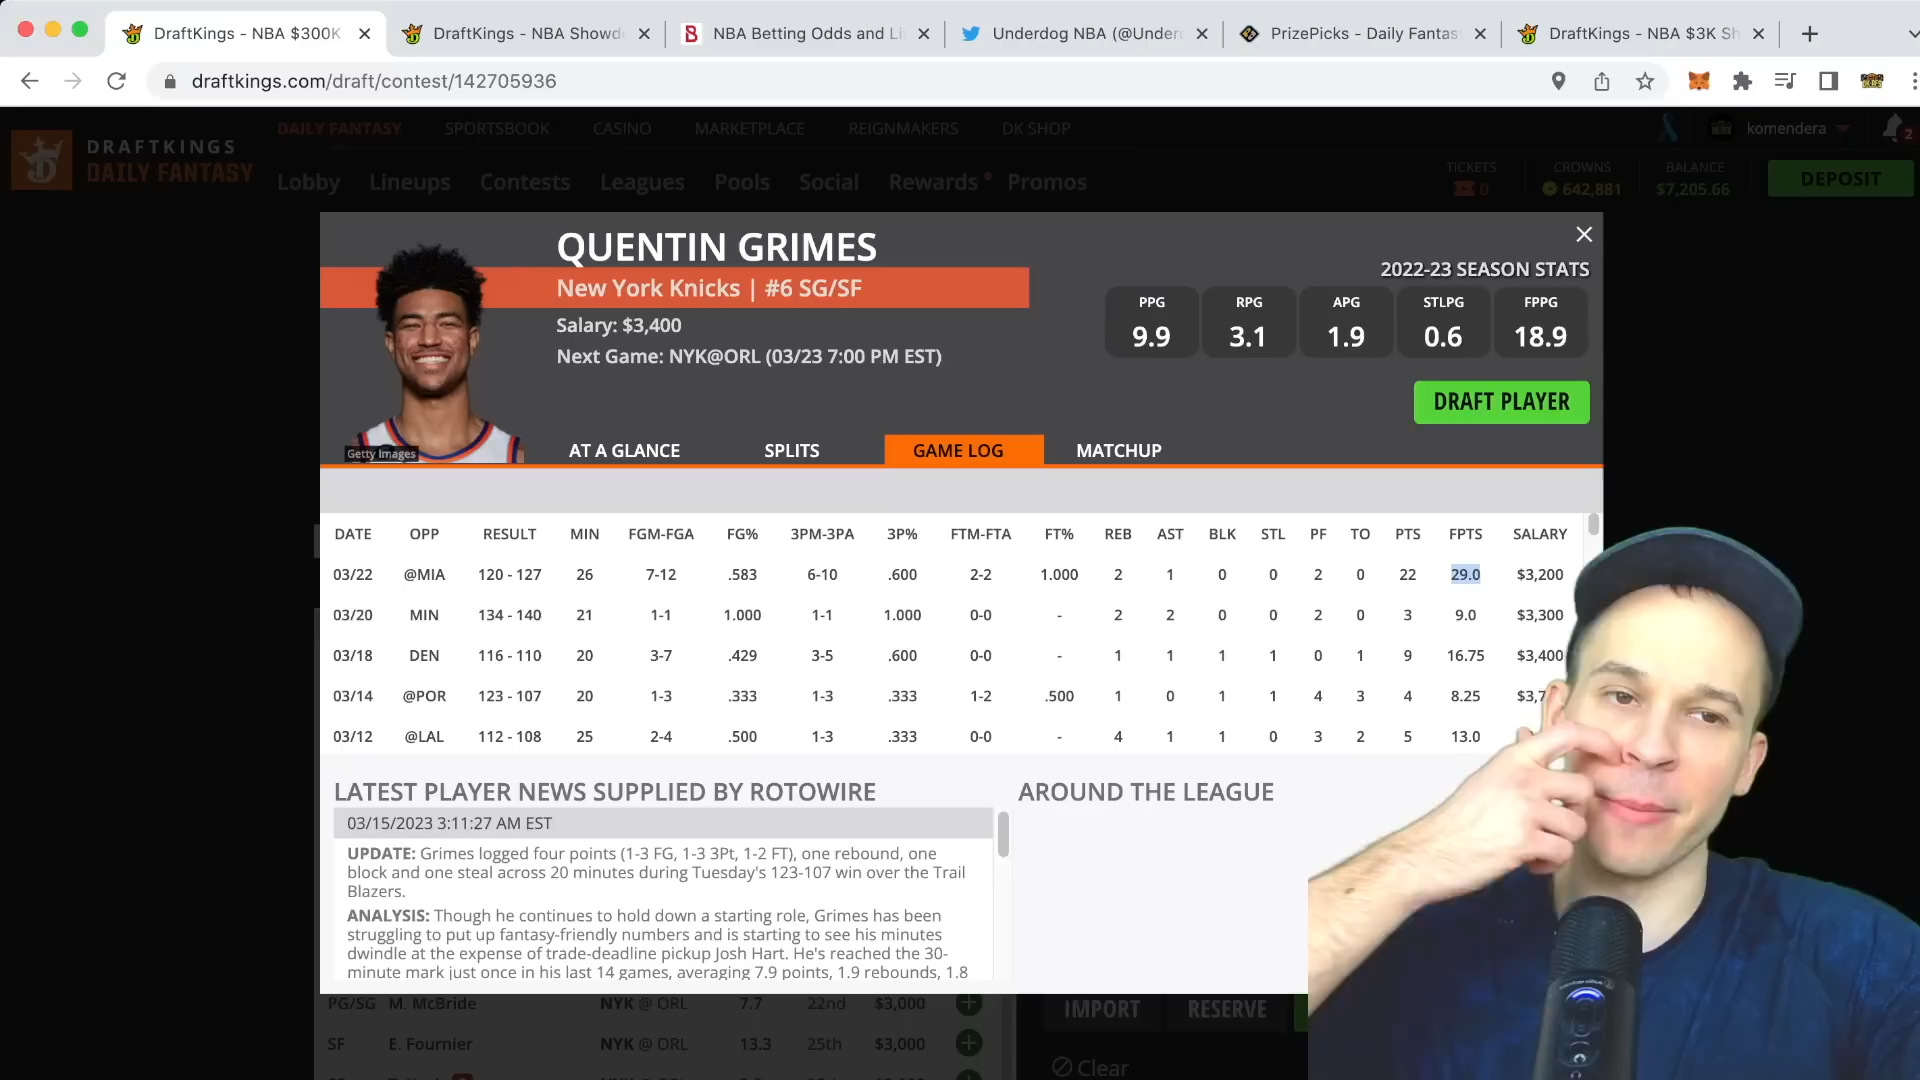 DraftKings - NBA $300K
DraftKings - NBA Showd
NBA Betting Odds and Li
Underdog NBA (@Under
PrizePicks - Daily Fantas
DraftKings - NBA $3K Sh
draftkings.com/draft/contest/142705936
DAILY FANTASY SPORTSBOOK CASINO MARKETPLACE REIGNMAKERS DK SHOP
komendera 2
DRAFTKINGS
DAILY FANTASY
Lobby Lineups Contests Leagues Pools Social Rewards Promos
TICKETS CROWNS BALANCE
0 642,881 $7,205.66
DEPOSIT
QUENTIN GRIMES
New York Knicks | #6 SG/SF
Salary: $3,400
Next Game: NYK@ORL (03/23 7:00 PM EST)
2022-23 SEASON STATS
PPG RPG APG STLPG FPPG
9.9 3.1 1.9 0.6 18.9
DRAFT PLAYER
Getty Images
AT A GLANCE SPLITS GAME LOG MATCHUP
DATE OPP RESULT MIN FGM-FGA FG% 3PM-3PA 3P% FTM-FTA FT% REB AST BLK STL PF TO PTS FPTS SALARY
03/22 @MIA 120 - 127 26 7-12 .583 6-10 .600 2-2 1.000 2 1 0 0 2 0 22 29.0 $3,200
03/20 MIN 134 - 140 21 1-1 1.000 1-1 1.000 0-0 - 2 2 0 0 2 0 3 9.0 $3,300
03/18 DEN 116 - 110 20 3-7 .429 3-5 .600 0-0 - 1 1 1 1 0 1 9 16.75 $3,400
03/14 @POR 123 - 107 20 1-3 .333 1-3 .333 1-2 .500 1 0 1 1 4 3 4 8.25 $3,7
03/12 @LAL 112 - 108 25 2-4 .500 1-3 .333 0-0 - 4 1 1 0 3 2 5 13.0
LATEST PLAYER NEWS SUPPLIED BY ROTOWIRE
AROUND THE LEAGUE
03/15/2023 3:11:27 AM EST
UPDATE: Grimes logged four points (1-3 FG, 1-3 3Pt, 1-2 FT), one rebound, one
block and one steal across 20 minutes during Tuesday's 123-107 win over the Trail
Blazers.
ANALYSIS: Though he continues to hold down a starting role, Grimes has been
struggling to put up fantasy-friendly numbers and is starting to see his minutes
dwindle at the expense of trade-deadline pickup Josh Hart. He's reached the 30-
minute mark just once in his last 14 games, averaging 7.9 points, 1.9 rebounds, 1.8
PG/SG M. McBride NYK @ ORL 7.7 22nd $3,000
IMPORT RESERVE
SF E. Fournier NYK @ ORL 13.3 25th $3,000
Clear